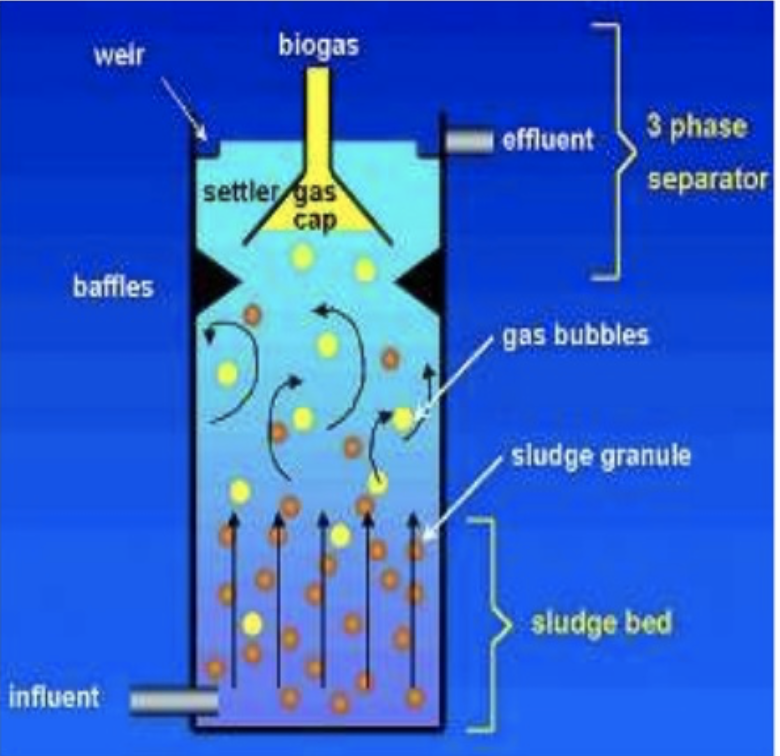 biogas
weir
effluent
3 phase
separator
settler
gas
cap
baffles
gas bubbles
sludge granule
sludge bed
influent